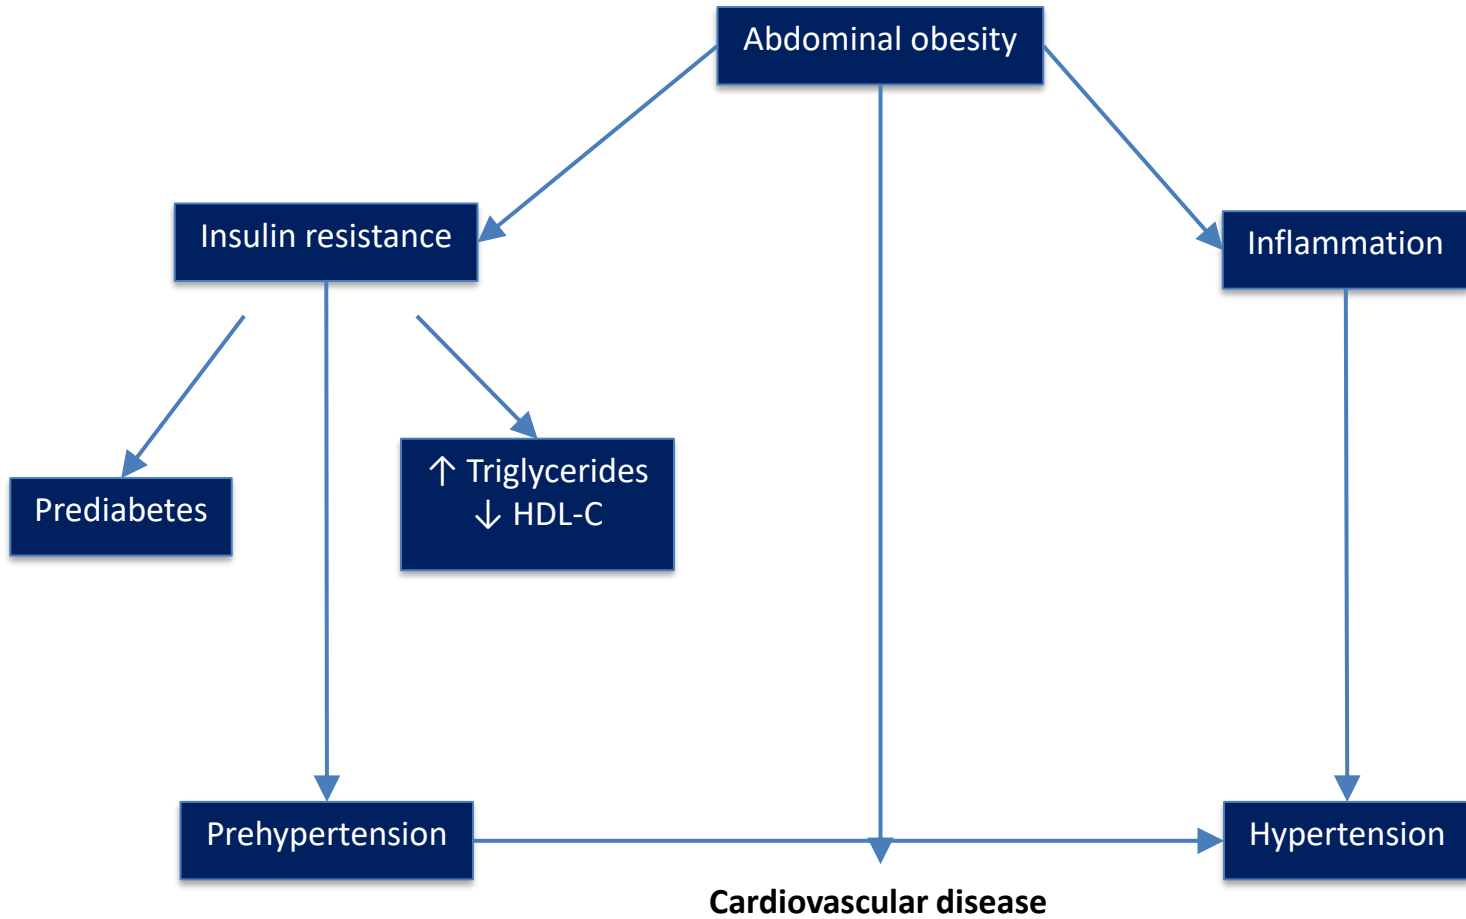 Abdominal obesity
Insulin resistance
Inflammation
↑ Triglycerides
↓ HDL-C
Prediabetes
Prehypertension
Hypertension
Cardiovascular disease